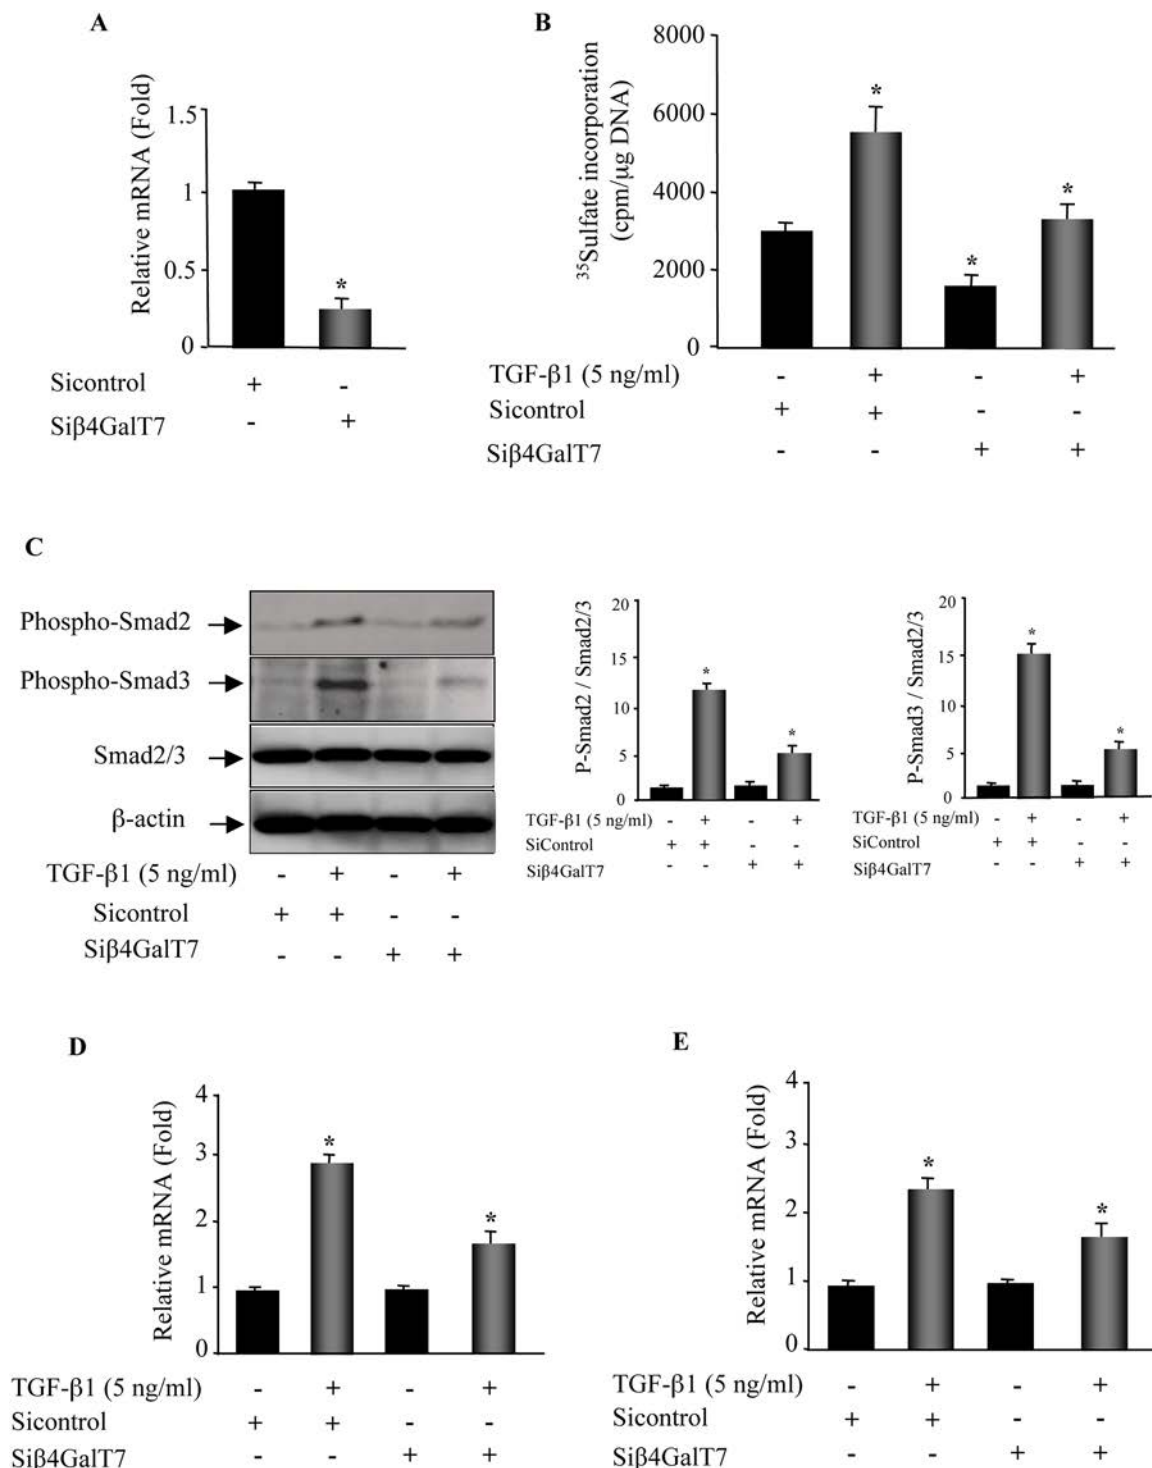 A
Relative mRNA (Fold)
1.5
1
0.5
0
*
Sicontrol + -
Siβ4GalT7 - +
B
³⁵Sulfate incorporation
(cpm/µg DNA)
8000
6000
4000
2000
0
* * *
TGF-β1 (5 ng/ml) - + - +
Sicontrol + + - -
Siβ4GalT7 - - + +
C
Phospho-Smad2
Phospho-Smad3
Smad2/3
β-actin
TGF-β1 (5 ng/ml) - + - +
Sicontrol + + - -
Siβ4GalT7 - - + +
P-Smad2 / Smad2/3
20
15
10
5
0
* *
TGF-β1 (5 ng/ml) - + - +
SiControl + + - -
Siβ4GalT7 - - + +
P-Smad3 / Smad2/3
20
15
10
5
0
* *
TGF-β1 (5 ng/ml) - + - +
SiControl + + - -
Siβ4GalT7 - - + +
D
Relative mRNA (Fold)
4
3
2
1
0
* *
TGF-β1 (5 ng/ml) - + - +
Sicontrol + + - -
Siβ4GalT7 - - + +
E
Relative mRNA (Fold)
4
3
2
1
0
* *
TGF-β1 (5 ng/ml) - + - +
Sicontrol + + - -
Siβ4GalT7 - - + +